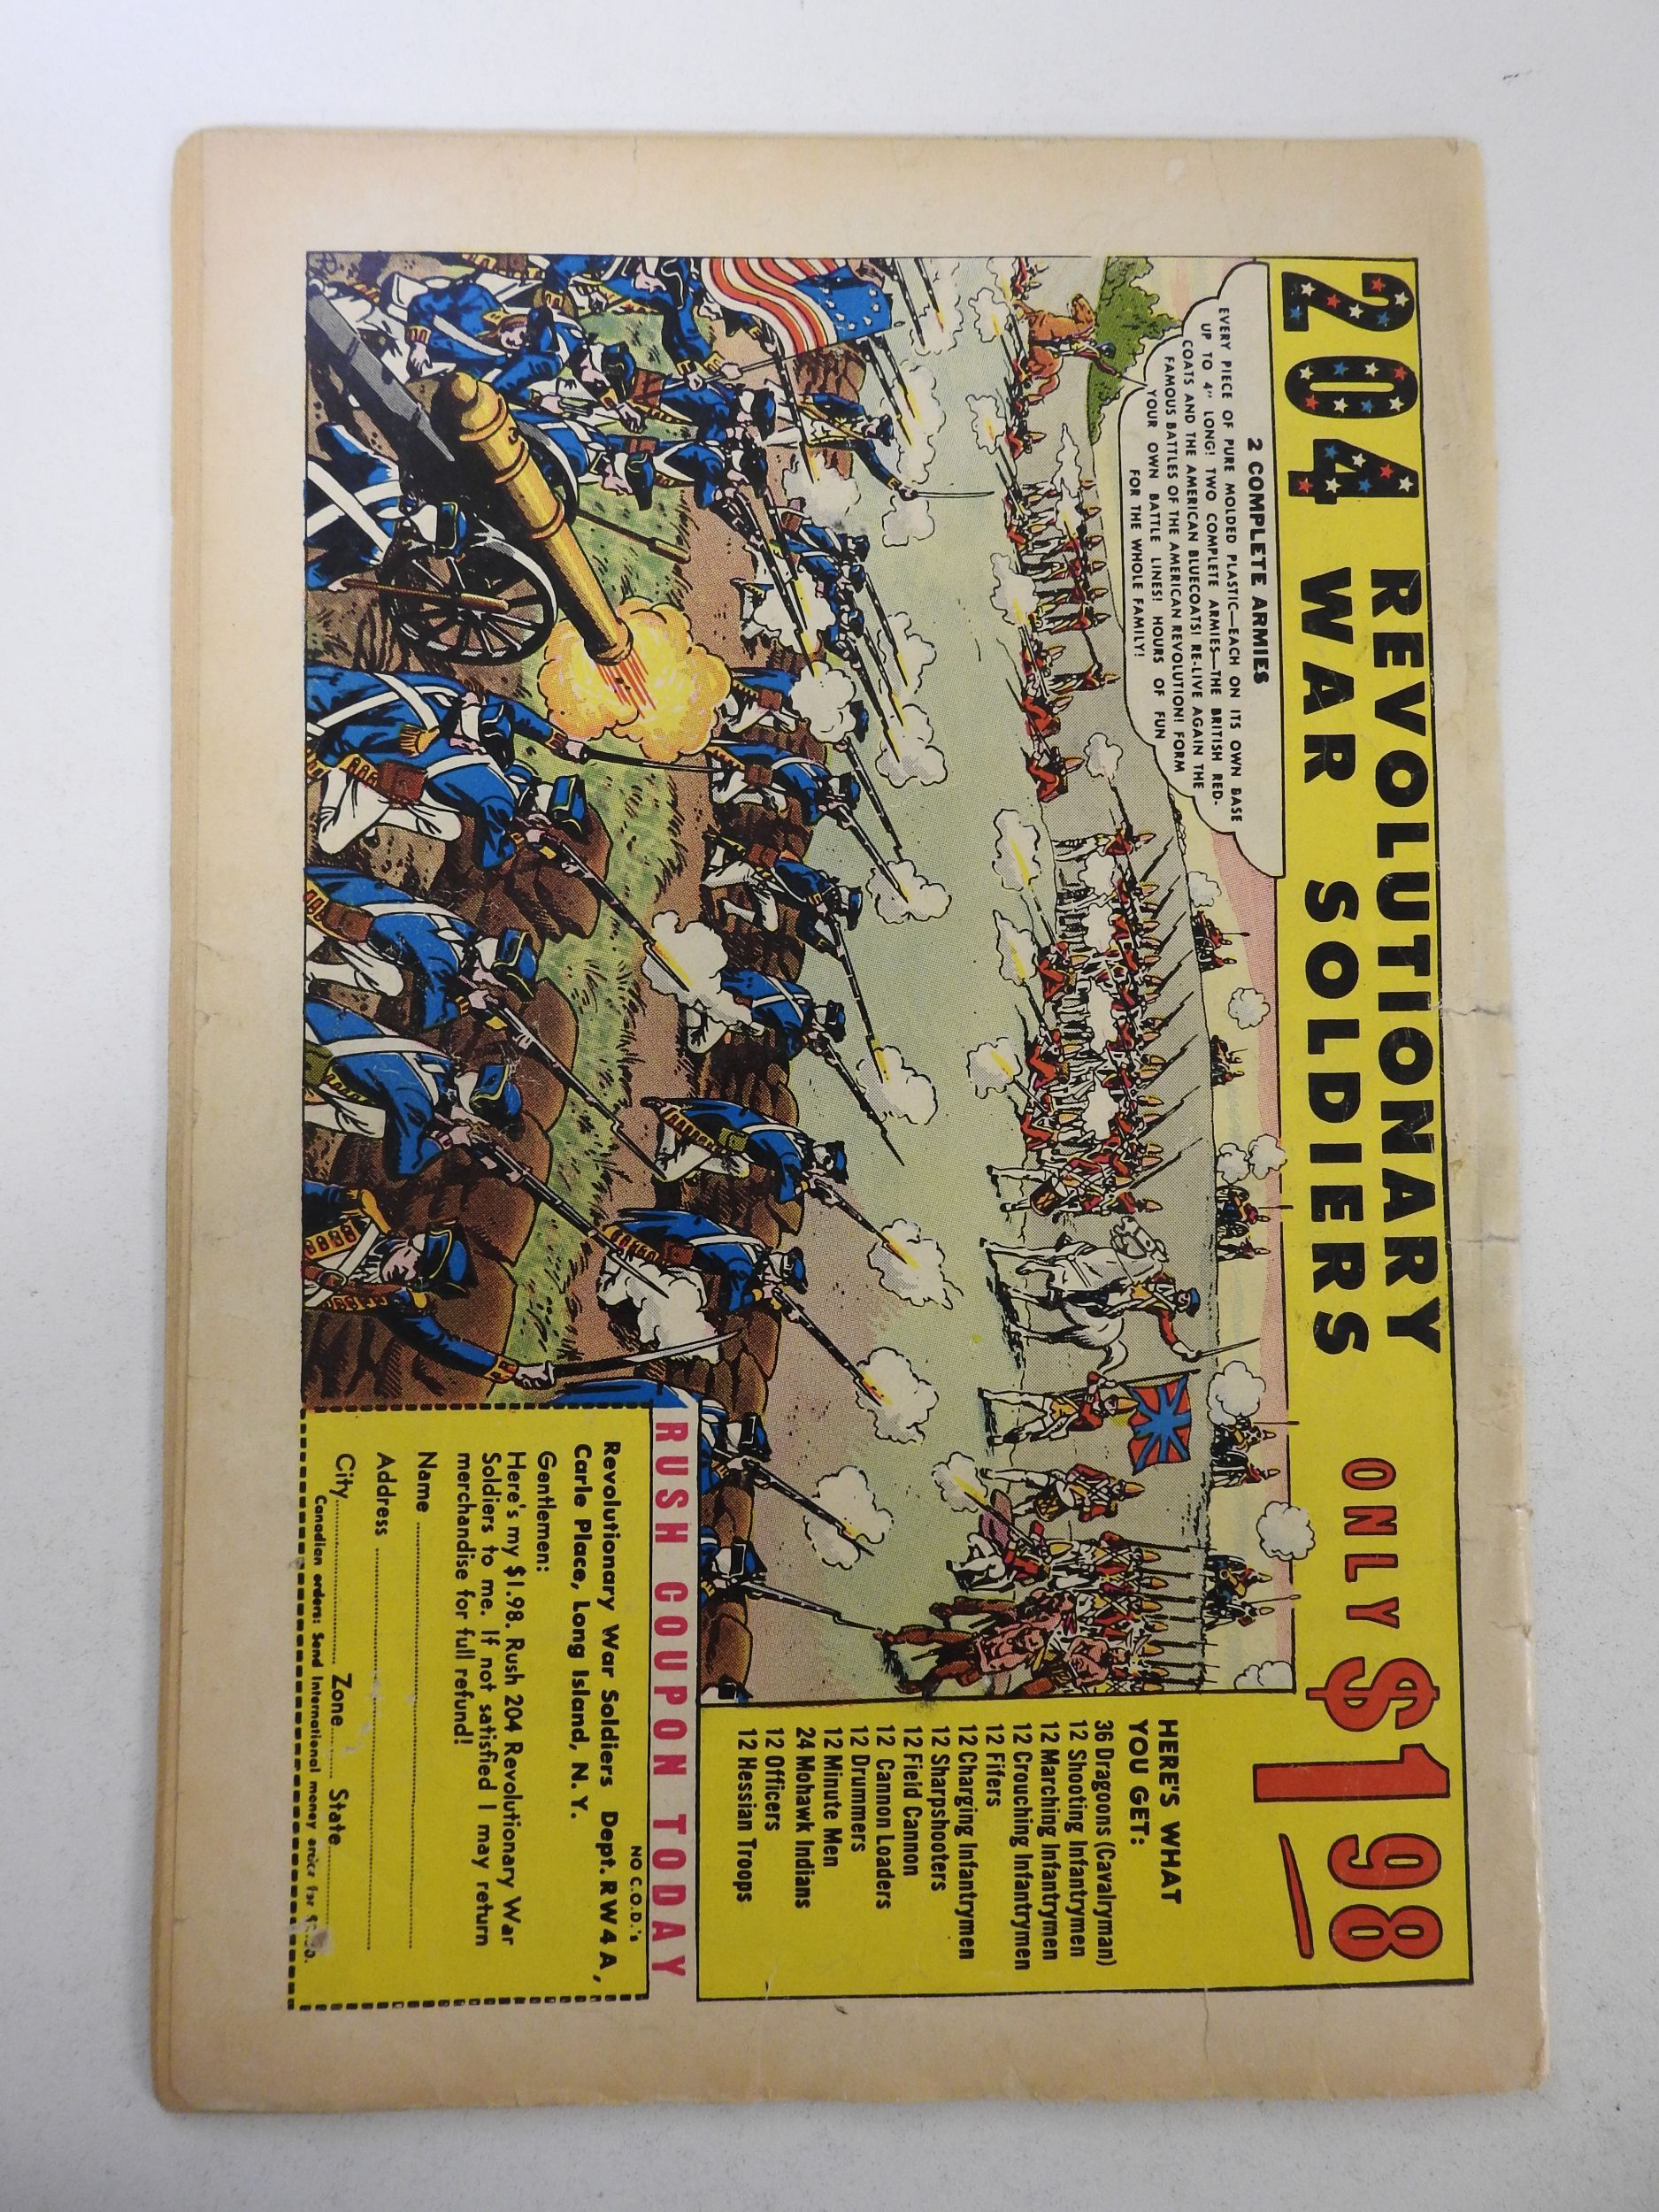 204 REVOLUTIONARY
WAR SOLDIERS
ONLY $1.98
2 COMPLETE ARMIES
EVERY PIECE OF PURE MOLDED PLASTIC—EACH ON ITS OWN BASE
UP TO 4" LONG! TWO COMPLETE ARMIES—THE BRITISH RED-
COATS AND THE AMERICAN BLUECOATS! RE-LIVE AGAIN THE
FAMOUS BATTLES OF THE AMERICAN REVOLUTION! FORM
YOUR OWN BATTLE LINES! HOURS OF FUN
FOR THE WHOLE FAMILY!
HERE'S WHAT
YOU GET:
36 Dragoons (Cavalryman)
12 Shooting Infantrymen
12 Marching Infantrymen
12 Crouching Infantrymen
12 Fifers
12 Charging Infantrymen
12 Sharpshooters
12 Field Cannon
12 Cannon Loaders
12 Drummers
12 Minute Men
24 Mohawk Indians
12 Officers
12 Hessian Troops
RUSH COUPON TODAY
NO C.O.D.'s
Revolutionary War Soldiers Dept. RW4A,
Carle Place, Long Island, N. Y.
Gentlemen:
Here's my $1.98. Rush 204 Revolutionary War
Soldiers to me. If not satisfied I may return
merchandise for full refund!
Name
Address
City Zone State
Canadian orders: Send International money order for